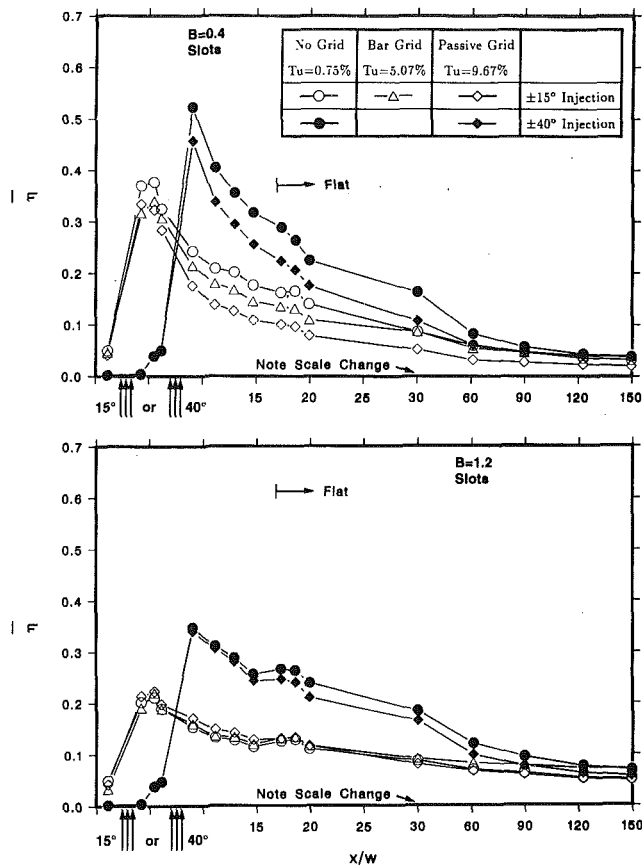 0.7
0.6
0.5
0.4
0.3
0.2
0.1
0.0
η
B=0.4
Slots
No Grid Bar Grid Passive Grid
Tu=0.75% Tu=5.07% Tu=9.67%
±15° Injection
±40° Injection
Flat
Note Scale Change
15° or 40°
15 20 30 60 90 120 150
0.7
0.6
0.5
0.4
0.3
0.2
0.1
0.0
η
B=1.2
Slots
Flat
Note Scale Change
15° or 40°
15 20 30 60 90 120 150
x/w